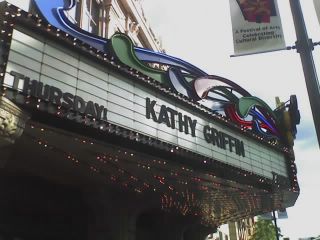 A Festival of Arts
Celebrating
Cultural Diversity
THURSDAY!
KATHY GRIFFIN